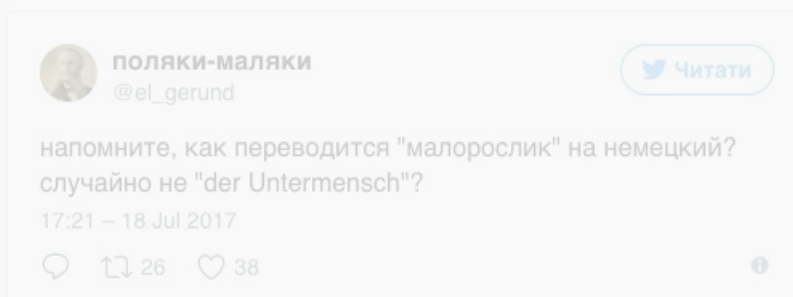 поляки-маляки
@el_gerund
Читати
напомните, как переводится "малорослик" на немецкий?
случайно не "der Untermensch"?
17:21 – 18 Jul 2017
26 38